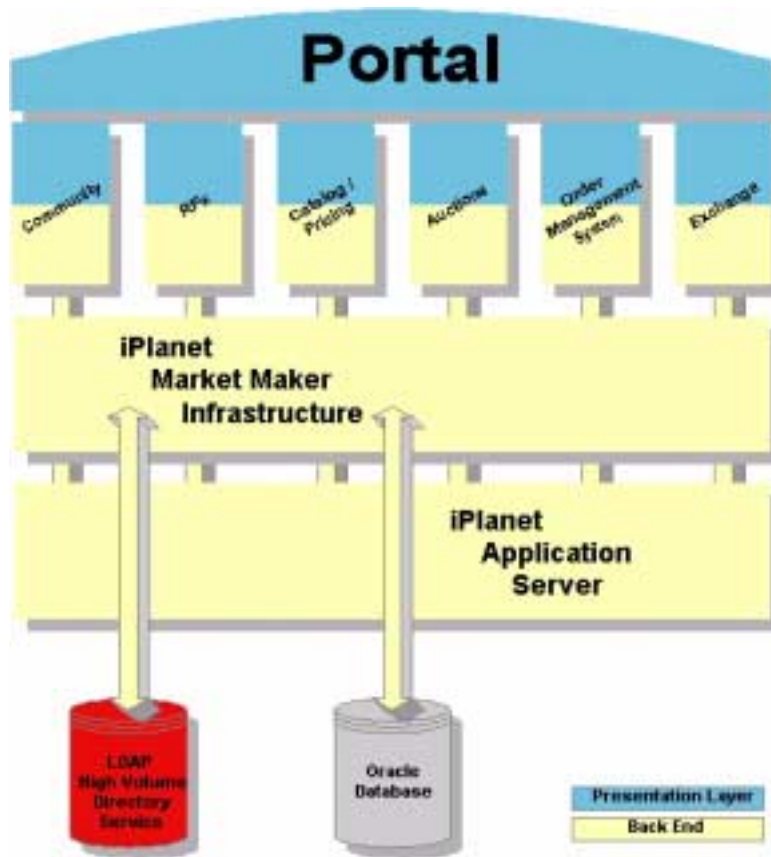 Portal
Community
RFx
Catalog /
Pricing
Auctions
Order
Management
System
Exchange
iPlanet
Market Maker
Infrastructure
iPlanet
Application
Server
LDAP
High Volume
Directory
Service
Oracle
Database
Presentation Layer
Back End